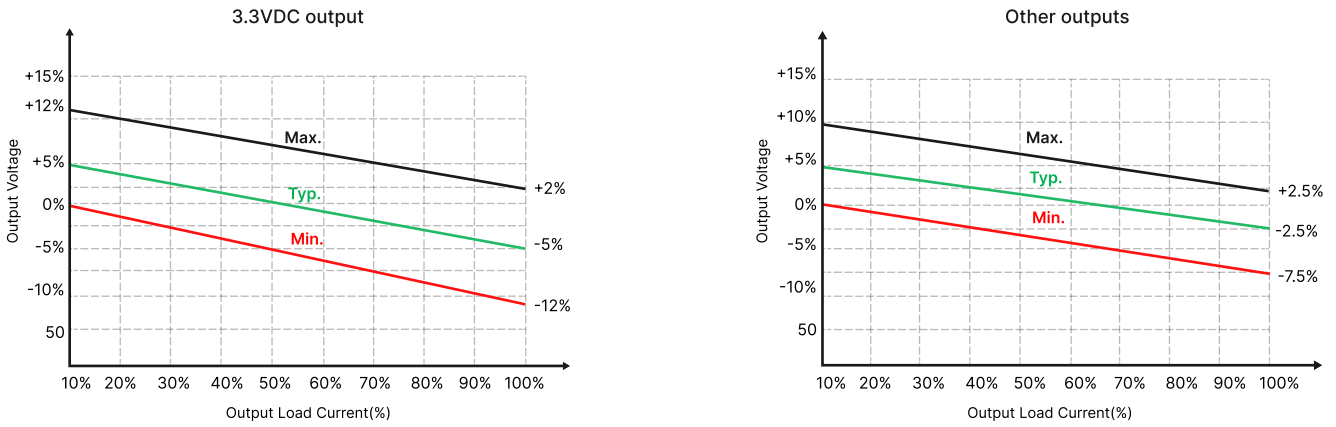 3.3VDC output
+15%
+12%
+5%
0%
-5%
-10%
50
Output Voltage
Max.
Typ.
Min.
+2%
-5%
-12%
10% 20% 30% 40% 50% 60% 70% 80% 90% 100%
Output Load Current(%)
Other outputs
+15%
+10%
+5%
0%
-5%
-10%
50
Output Voltage
Max.
Typ.
Min.
+2.5%
-2.5%
-7.5%
10% 20% 30% 40% 50% 60% 70% 80% 90% 100%
Output Load Current(%)